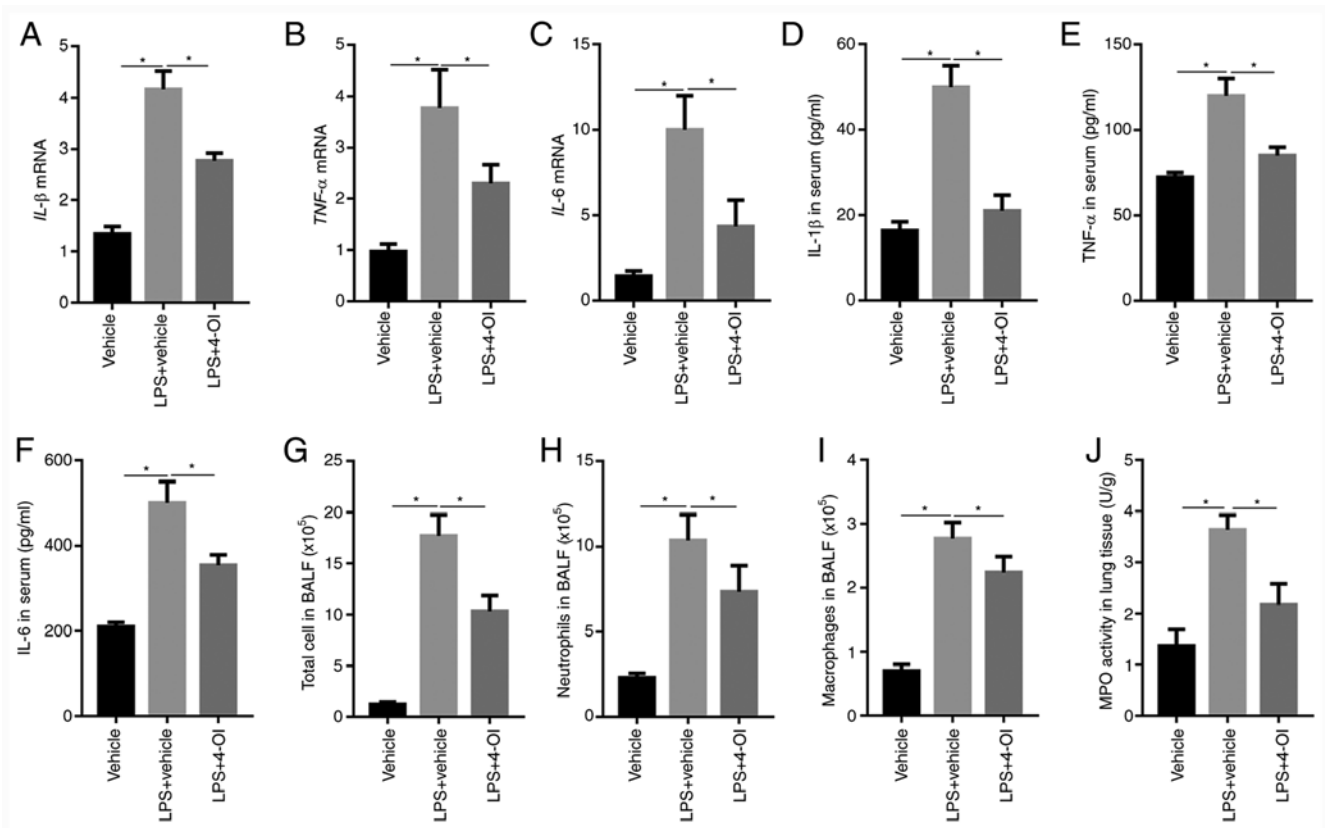 A
IL-β mRNA
5
4
3
2
1
0
* *
Vehicle
LPS+vehicle
LPS+4-OI
B
TNF-α mRNA
5
4
3
2
1
0
* *
Vehicle
LPS+vehicle
LPS+4-OI
C
IL-6 mRNA
15
10
5
0
* *
Vehicle
LPS+vehicle
LPS+4-OI
D
IL-1β in serum (pg/ml)
60
40
20
0
* *
Vehicle
LPS+vehicle
LPS+4-OI
E
TNF-α in serum (pg/ml)
150
100
50
0
* *
Vehicle
LPS+vehicle
LPS+4-OI
F
IL-6 in serum (pg/ml)
600
400
200
0
* *
Vehicle
LPS+vehicle
LPS+4-OI
G
Total cell in BALF (x10⁵)
25
20
15
10
5
0
* *
Vehicle
LPS+vehicle
LPS+4-OI
H
Neutrophils in BALF (x10⁵)
15
10
5
0
* *
Vehicle
LPS+vehicle
LPS+4-OI
I
Macrophages in BALF (x10⁵)
4
3
2
1
0
* *
Vehicle
LPS+vehicle
LPS+4-OI
J
MPO activity in lung tissue (U/g)
5
4
3
2
1
0
* *
Vehicle
LPS+vehicle
LPS+4-OI